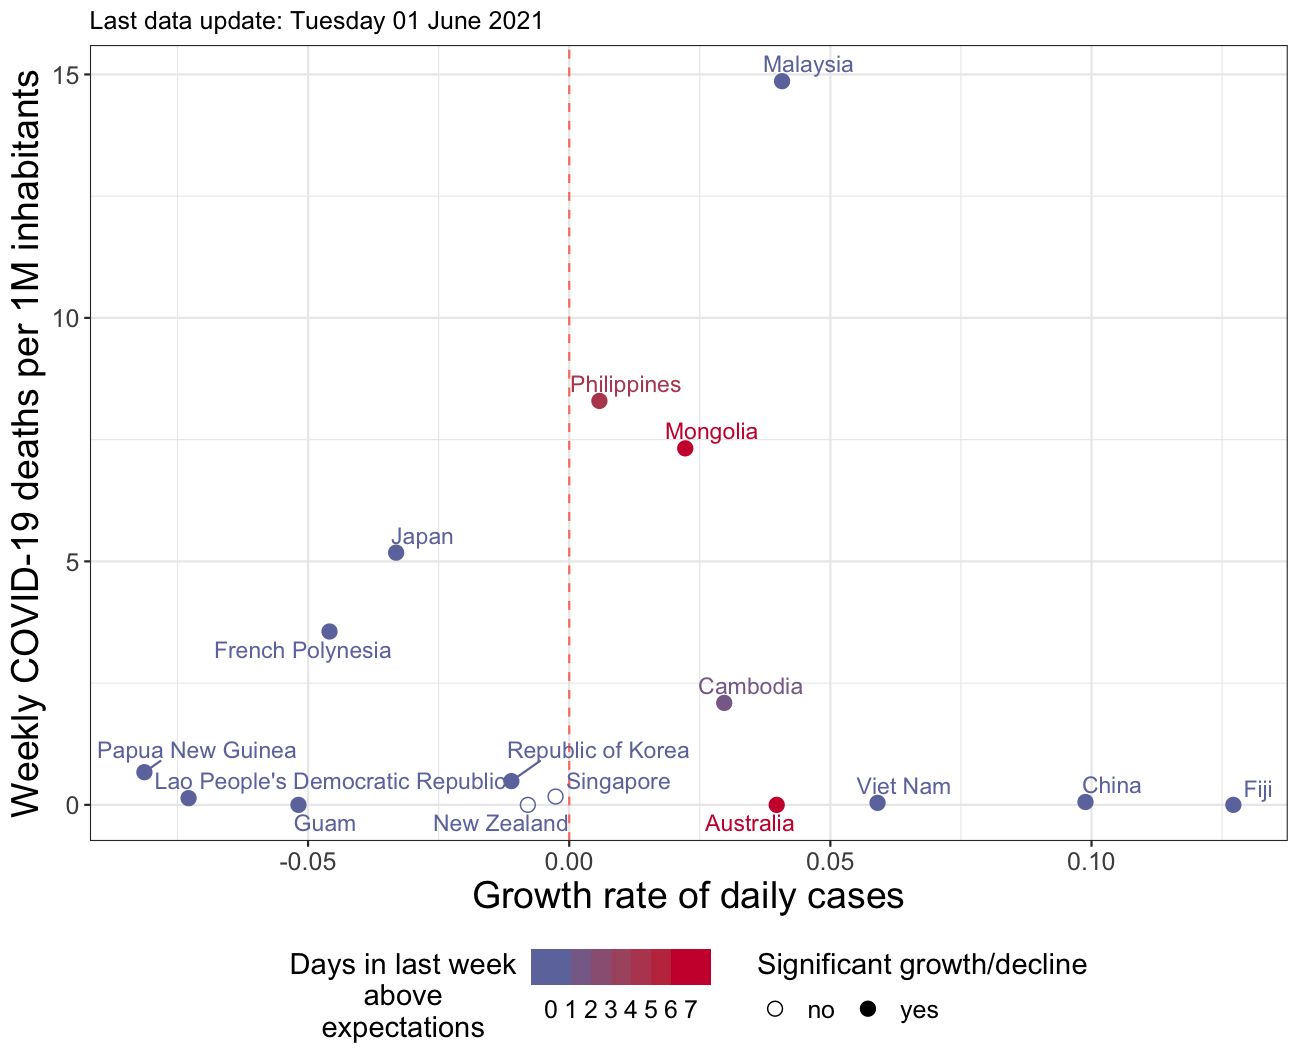 Last data update: Tuesday 01 June 2021
Weekly COVID-19 deaths per 1M inhabitants
15
10
5
0
Malaysia
Philippines
Mongolia
Japan
French Polynesia
Cambodia
Papua New Guinea
Republic of Korea
Lao People's Democratic Republic
Singapore
Viet Nam
China
Fiji
Guam
New Zealand
Australia
-0.05
0.00
0.05
0.10
Growth rate of daily cases
Days in last week
above
expectations
0 1 2 3 4 5 6 7
Significant growth/decline
no
yes